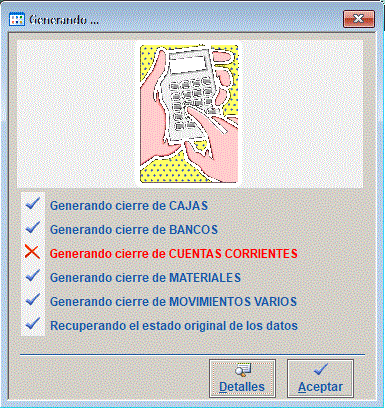 Generando ...
Generando cierre de CAJAS
Generando cierre de BANCOS
Generando cierre de CUENTAS CORRIENTES
Generando cierre de MATERIALES
Generando cierre de MOVIMIENTOS VARIOS
Recuperando el estado original de los datos
Detalles
Aceptar